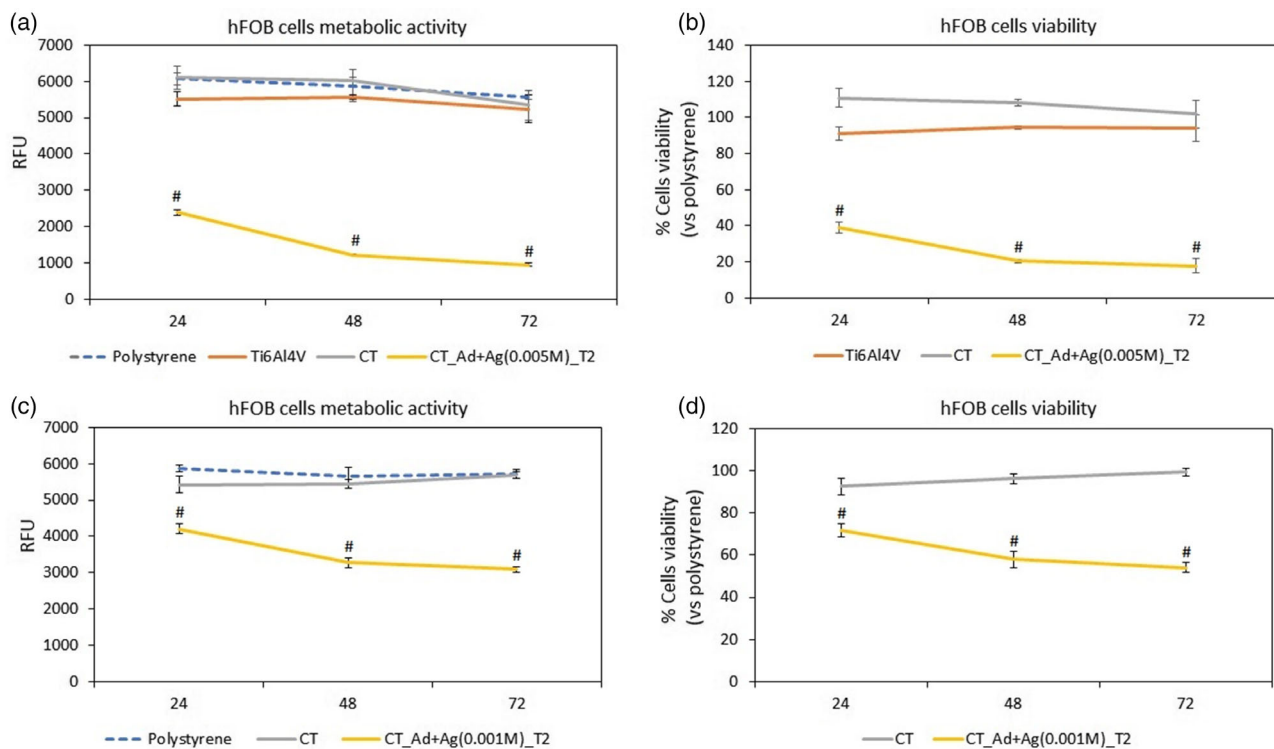 (a)
hFOB cells metabolic activity
7000
6000
5000
4000
3000
2000
1000
0
RFU
#
#
#
24 48 72
Polystyrene Ti6Al4V CT CT_Ad+Ag(0.005M)_T2
(b)
hFOB cells viability
140
120
100
80
60
40
20
0
% Cells viability
(vs polystyrene)
#
#
#
24 48 72
Ti6Al4V CT CT_Ad+Ag(0.005M)_T2
(c)
hFOB cells metabolic activity
7000
6000
5000
4000
3000
2000
1000
0
RFU
#
#
#
24 48 72
Polystyrene CT CT_Ad+Ag(0.001M)_T2
(d)
hFOB cells viability
120
100
80
60
40
20
0
% Cells viability
(vs polystyrene)
#
#
#
24 48 72
CT CT_Ad+Ag(0.001M)_T2